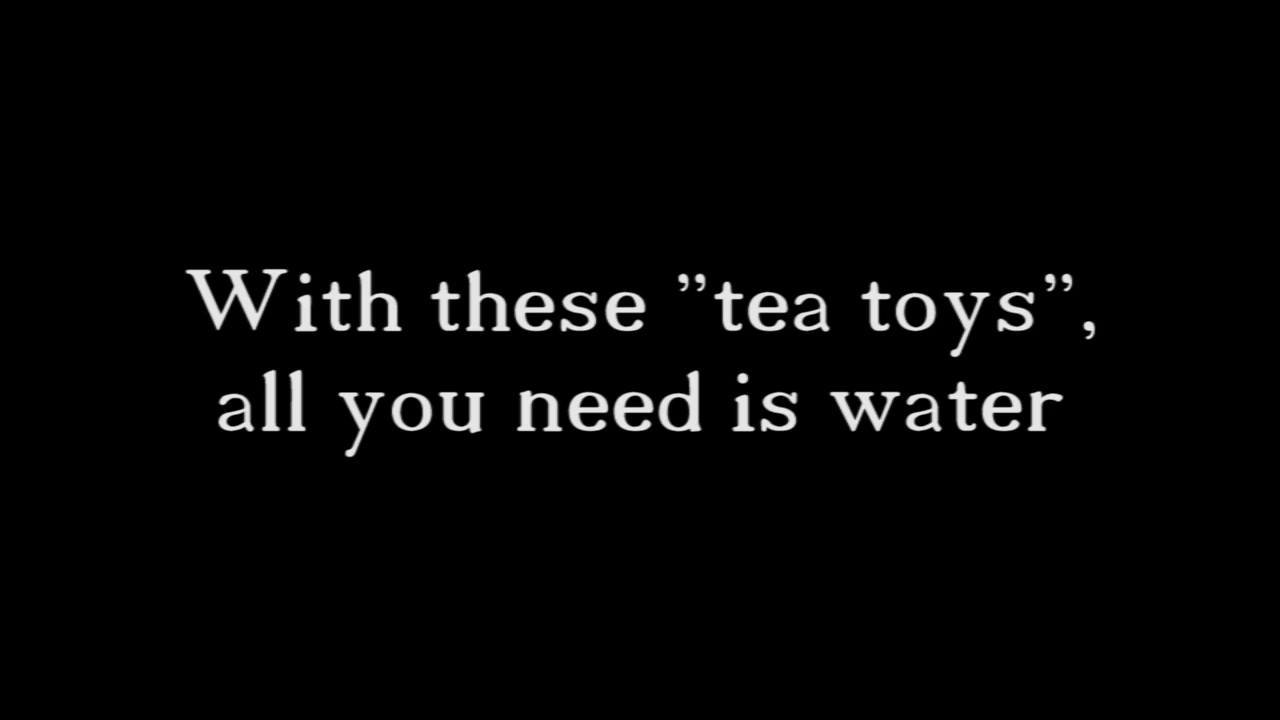 With these ”tea toys”,
all you need is water